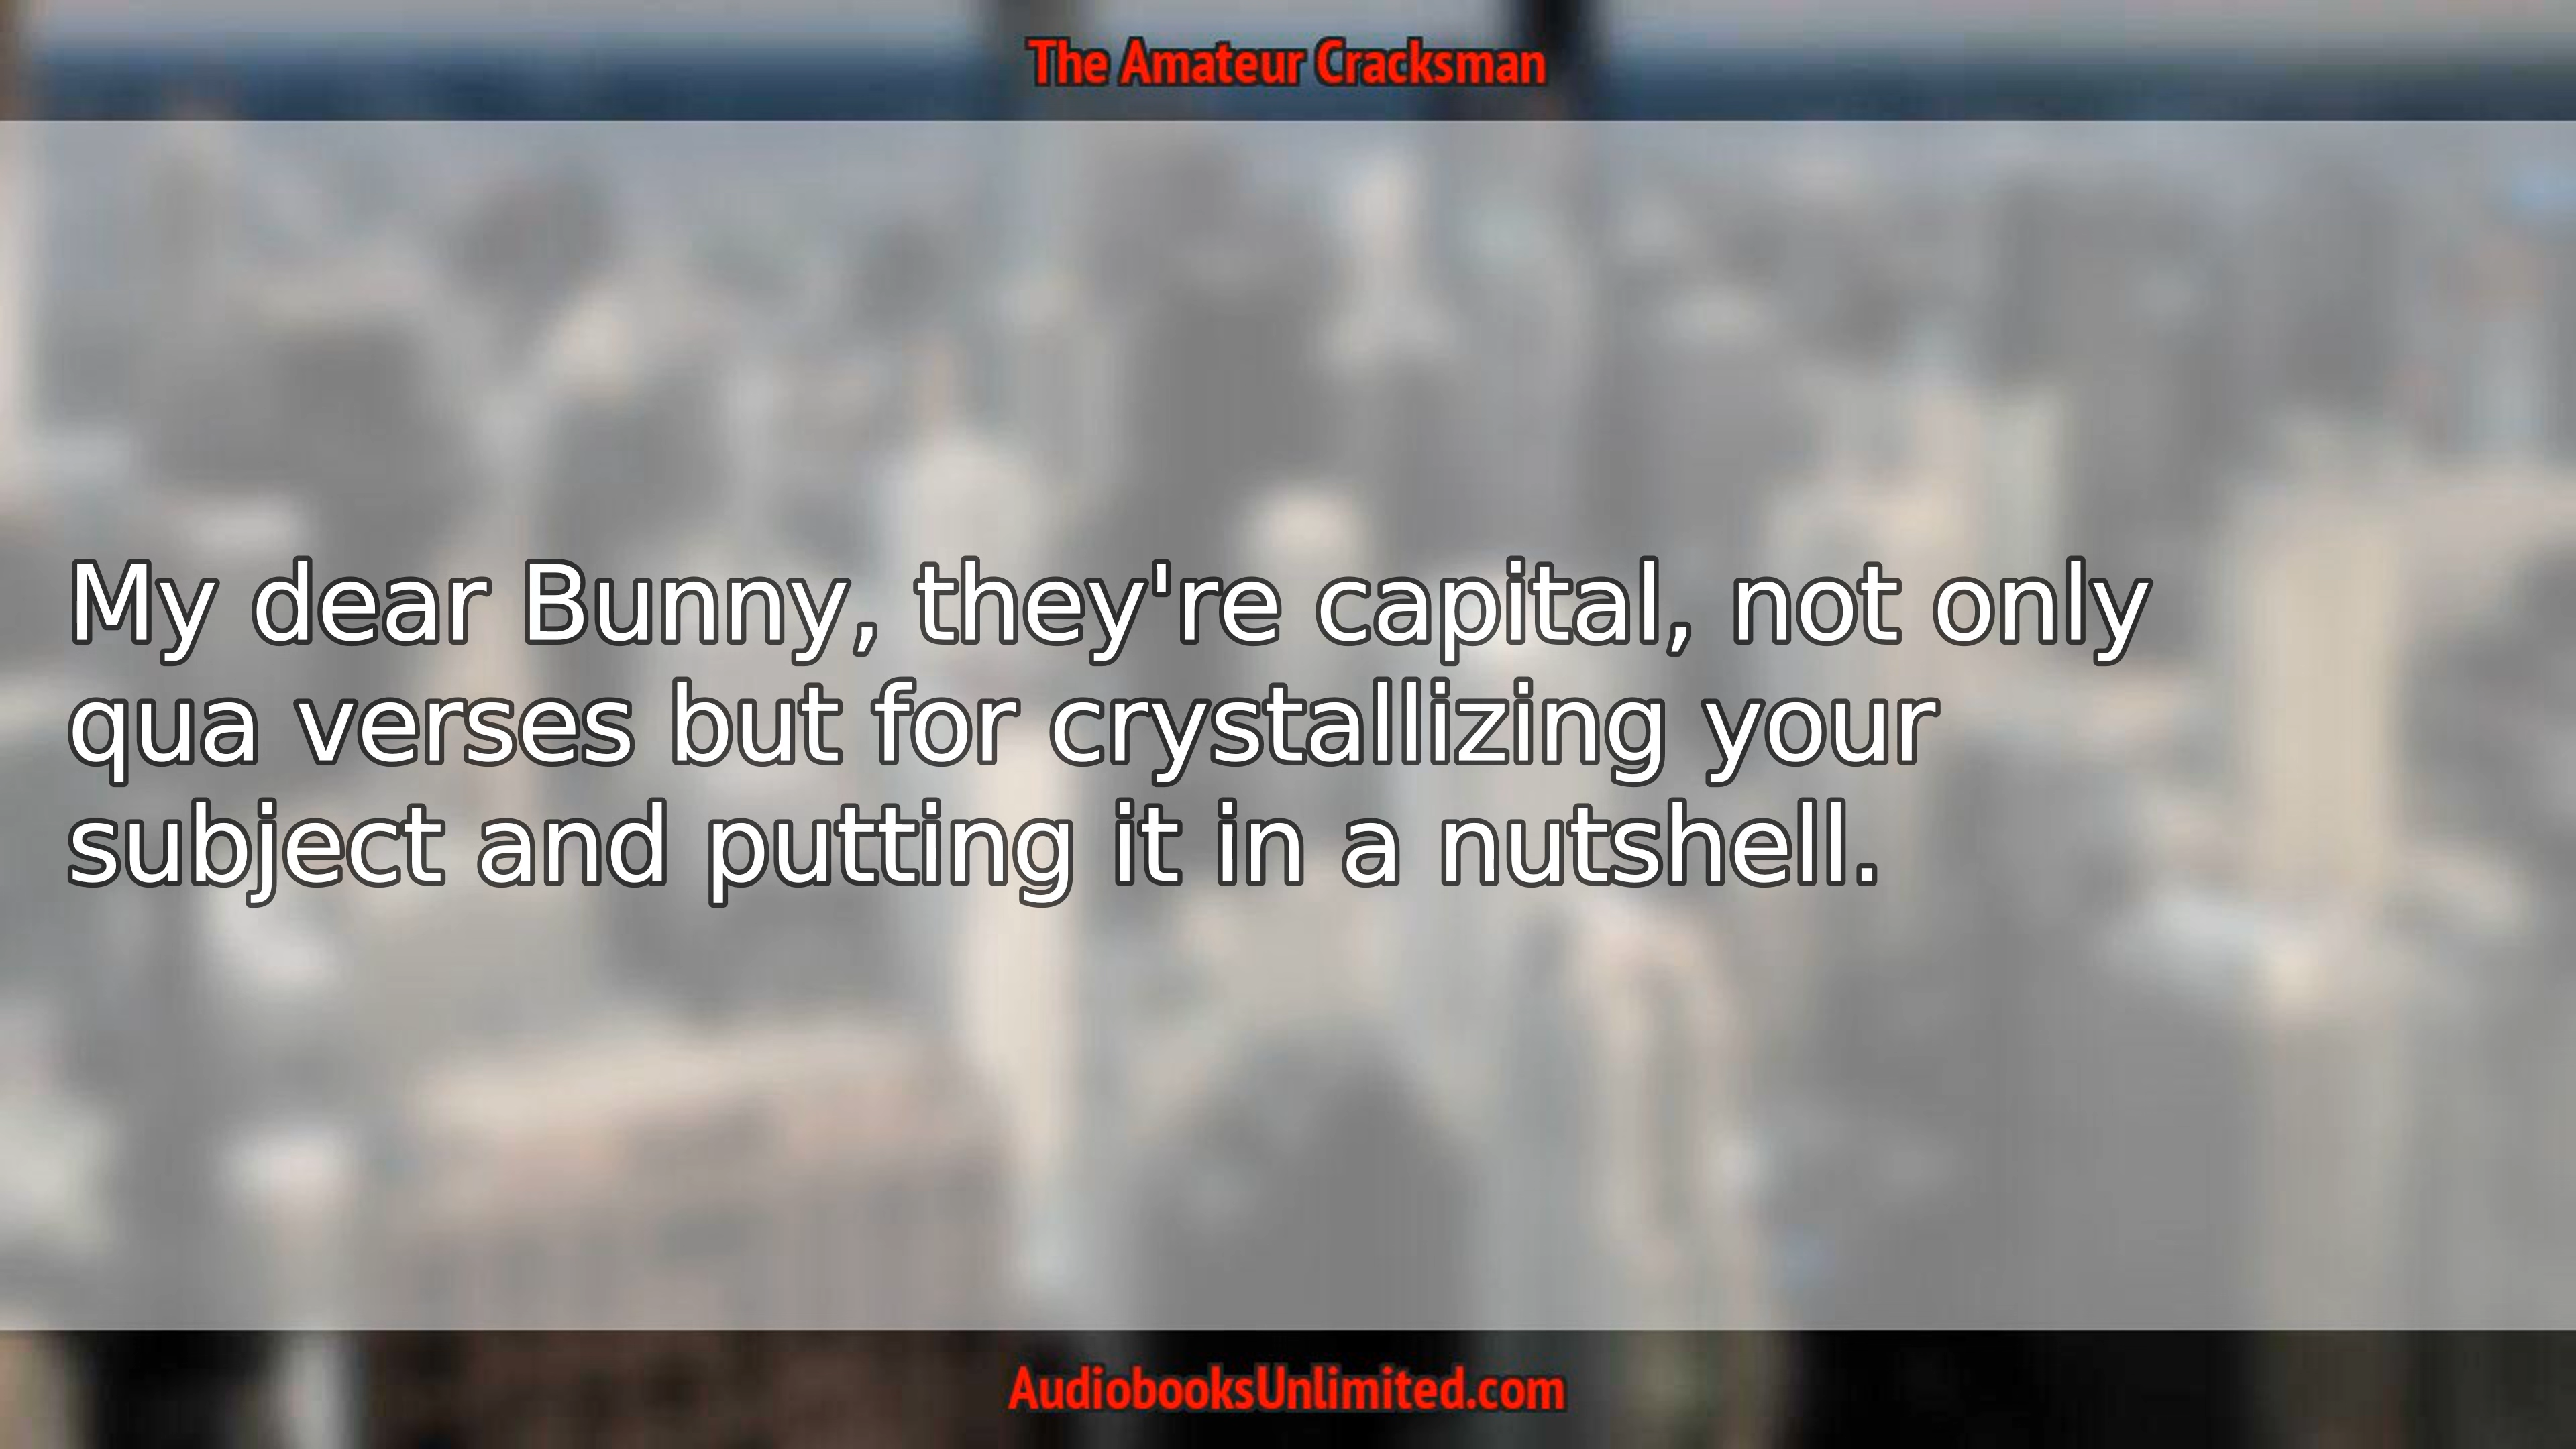 The Amateur Cracksman
My dear Bunny, they're capital, not only
qua verses but for crystallizing your
subject and putting it in a nutshell.
AudiobooksUnlimited.com